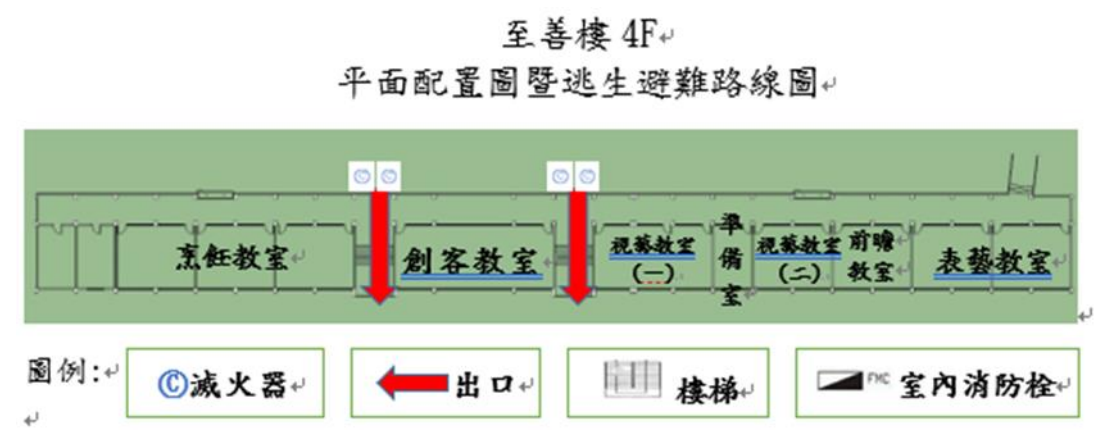 至善樓 4F
平面配置圖暨逃生避難路線圖
Ⓒ Ⓒ Ⓒ Ⓒ
烹飪教室
創客教室
視藝教室
(一)
準備室
視藝教室
(二)
前瞻
教室
表藝教室
圖例:
Ⓒ滅火器
出口
樓梯
FMC 室內消防栓